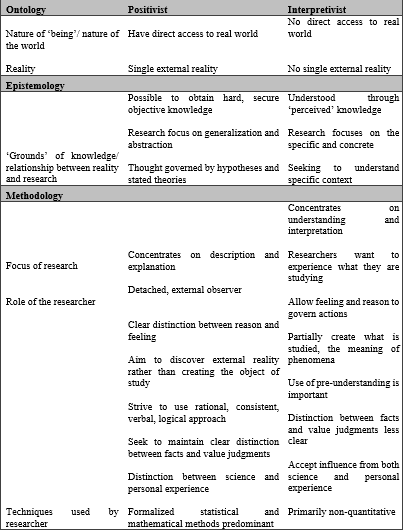 Ontology Positivist Interpretivist
Nature of ‘being’/ nature of
the world
Have direct access to real world
No direct access to real
world
Reality Single external reality No single external reality
Epistemology
‘Grounds’ of knowledge/
relationship between reality
and research
Possible to obtain hard, secure
objective knowledge
Research focus on generalization and
abstraction
Thought governed by hypotheses and
stated theories
Understood through
‘perceived’ knowledge
Research focuses on the
specific and concrete
Seeking to understand
specific context
Methodology
Focus of research
Role of the researcher
Concentrates on description and
explanation
Detached, external observer
Clear distinction between reason and
feeling
Aim to discover external reality
rather than creating the object of
study
Strive to use rational, consistent,
verbal, logical approach
Seek to maintain clear distinction
between facts and value judgments
Distinction between science and
personal experience
Concentrates on
understanding and
interpretation
Researchers want to
experience what they are
studying
Allow feeling and reason to
govern actions
Partially create what is
studied, the meaning of
phenomena
Use of pre-understanding is
important
Distinction between facts
and value judgments less
clear
Accept influence from both
science and personal
experience
Techniques used by
researcher
Formalized statistical and
mathematical methods predominant
Primarily non-quantitative